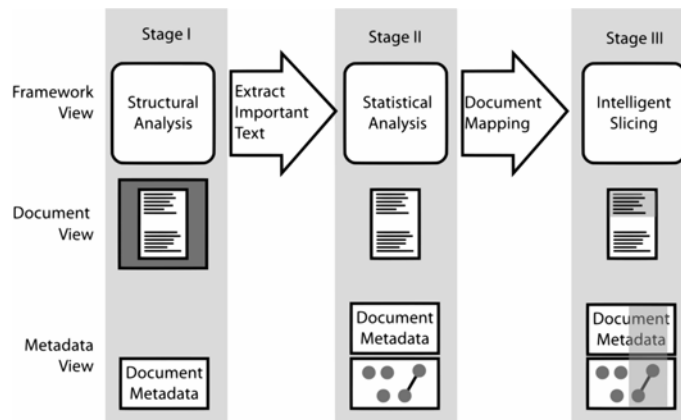 Stage I
Stage II
Stage III
Framework
View
Structural
Analysis
Extract
Important
Text
Statistical
Analysis
Document
Mapping
Intelligent
Slicing
Document
View
Metadata
View
Document
Metadata
Document
Metadata
Document
Metadata